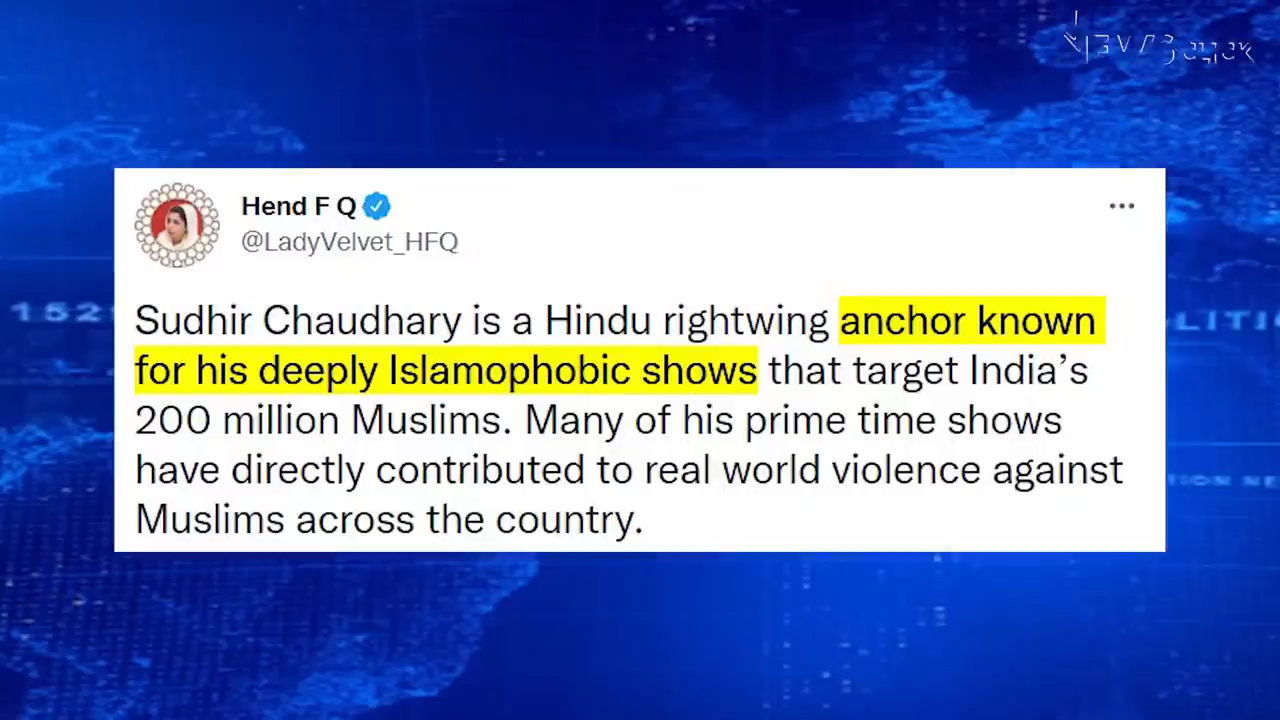 Hend F Q
@LadyVelvet_HFQ
Sudhir Chaudhary is a Hindu rightwing anchor known
for his deeply Islamophobic shows that target India’s
200 million Muslims. Many of his prime time shows
have directly contributed to real world violence against
Muslims across the country.